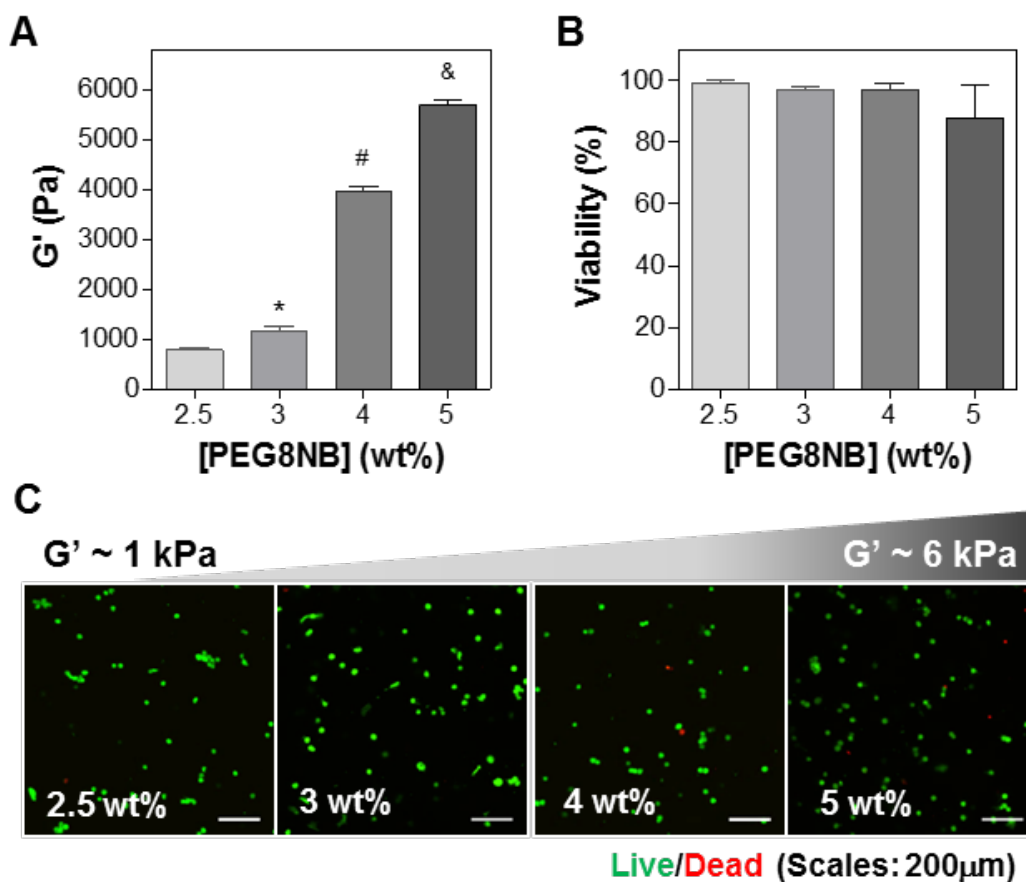 A
G' (Pa)
6000
5000
4000
3000
2000
1000
0
*
#
&
2.5 3 4 5
[PEG8NB] (wt%)
B
Viability (%)
100
80
60
40
20
0
2.5 3 4 5
[PEG8NB] (wt%)
C
G’ ~ 1 kPa
G’ ~ 6 kPa
2.5 wt%
3 wt%
4 wt%
5 wt%
Live/Dead (Scales: 200μm)